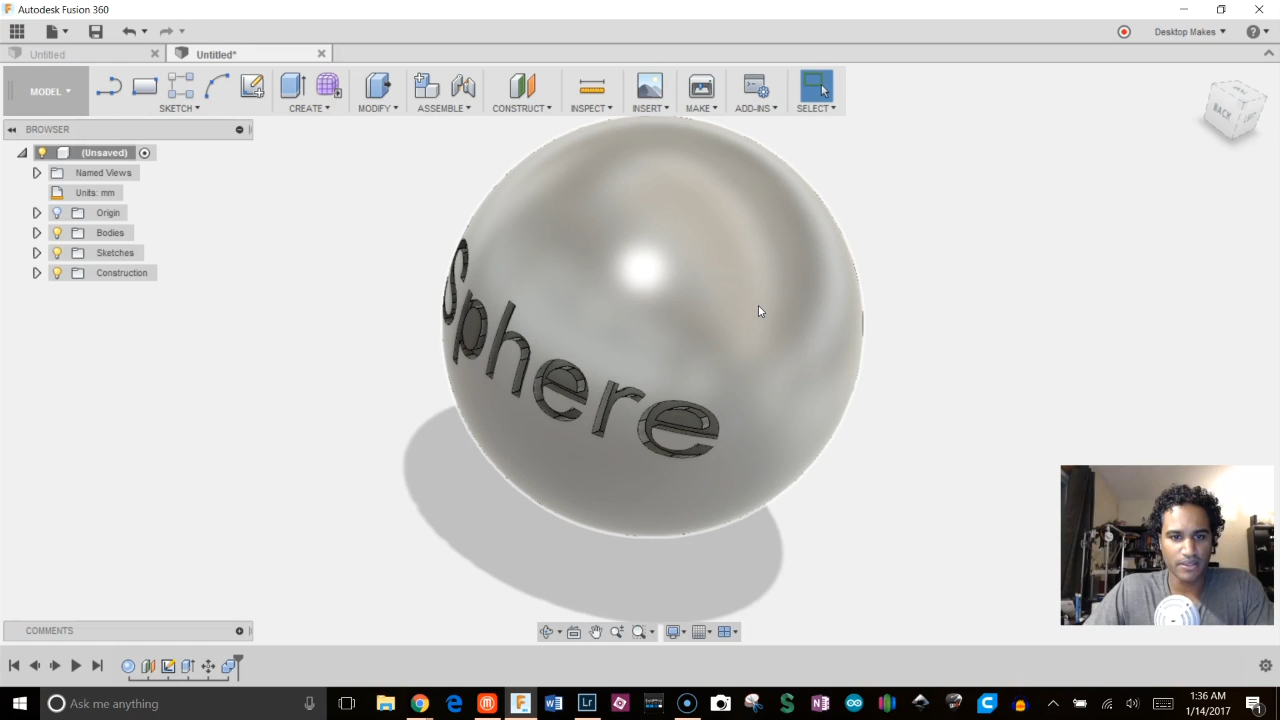 Autodesk Fusion 360
Desktop Makes
Untitled
Untitled*
MODEL
SKETCH
CREATE
MODIFY
ASSEMBLE
CONSTRUCT
INSPECT
INSERT
MAKE
ADD-INS
SELECT
BACK
BROWSER
(Unsaved)
Named Views
Units: mm
Origin
Bodies
Sketches
Construction
Sphere
COMMENTS
Ask me anything
1:36 AM
1/14/2017